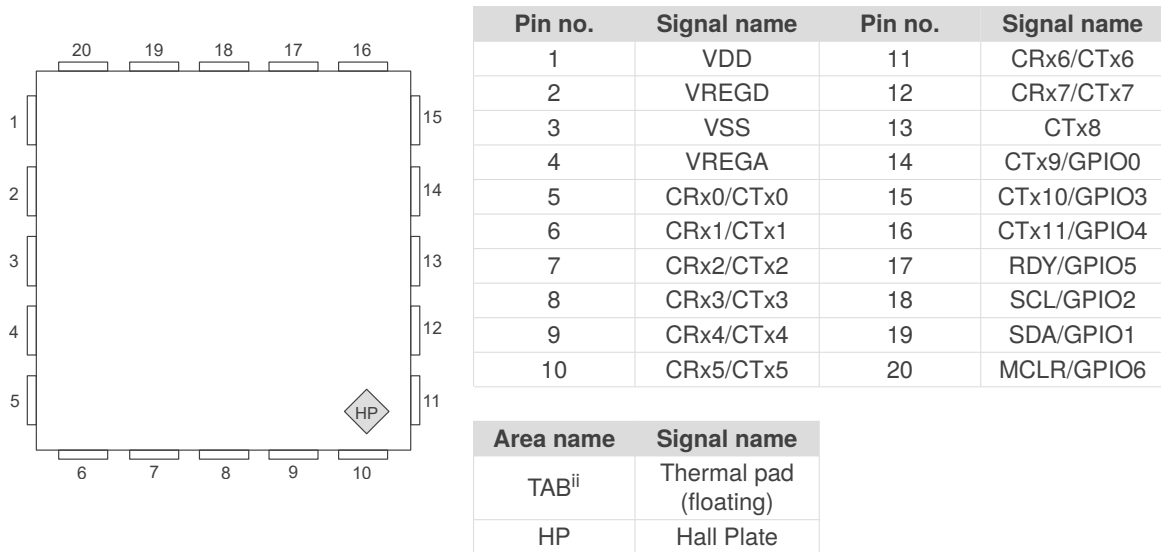 20 19 18 17 16
1
2
3
4
5
15
14
13
12
11
HP
6 7 8 9 10
Pin no. Signal name Pin no. Signal name
1 VDD 11 CRx6/CTx6
2 VREGD 12 CRx7/CTx7
3 VSS 13 CTx8
4 VREGA 14 CTx9/GPIO0
5 CRx0/CTx0 15 CTx10/GPIO3
6 CRx1/CTx1 16 CTx11/GPIO4
7 CRx2/CTx2 17 RDY/GPIO5
8 CRx3/CTx3 18 SCL/GPIO2
9 CRx4/CTx4 19 SDA/GPIO1
10 CRx5/CTx5 20 MCLR/GPIO6
Area name Signal name
TABii Thermal pad
(floating)
HP Hall Plate